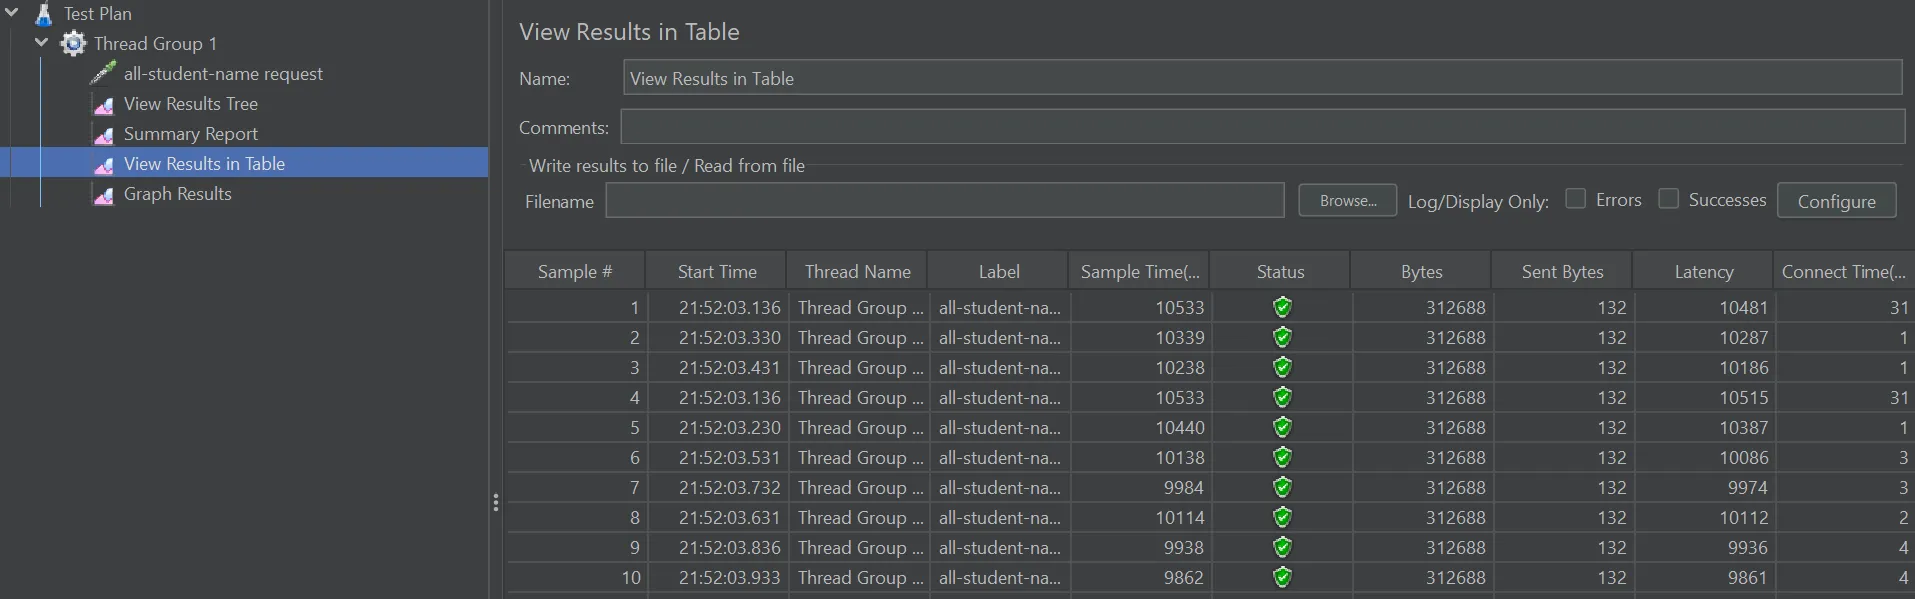 Test Plan
Thread Group 1
all-student-name request
View Results Tree
Summary Report
View Results in Table
Graph Results
View Results in Table
Name: View Results in Table
Comments:
Write results to file / Read from file
Filename Browse... Log/Display Only: Errors Successes Configure
Sample # Start Time Thread Name Label Sample Time(... Status Bytes Sent Bytes Latency Connect Time(...
1 21:52:03.136 Thread Group ... all-student-na... 10533 312688 132 10481 31
2 21:52:03.330 Thread Group ... all-student-na... 10339 312688 132 10287 1
3 21:52:03.431 Thread Group ... all-student-na... 10238 312688 132 10186 1
4 21:52:03.136 Thread Group ... all-student-na... 10533 312688 132 10515 31
5 21:52:03.230 Thread Group ... all-student-na... 10440 312688 132 10387 1
6 21:52:03.531 Thread Group ... all-student-na... 10138 312688 132 10086 3
7 21:52:03.732 Thread Group ... all-student-na... 9984 312688 132 9974 3
8 21:52:03.631 Thread Group ... all-student-na... 10114 312688 132 10112 2
9 21:52:03.836 Thread Group ... all-student-na... 9938 312688 132 9936 4
10 21:52:03.933 Thread Group ... all-student-na... 9862 312688 132 9861 4